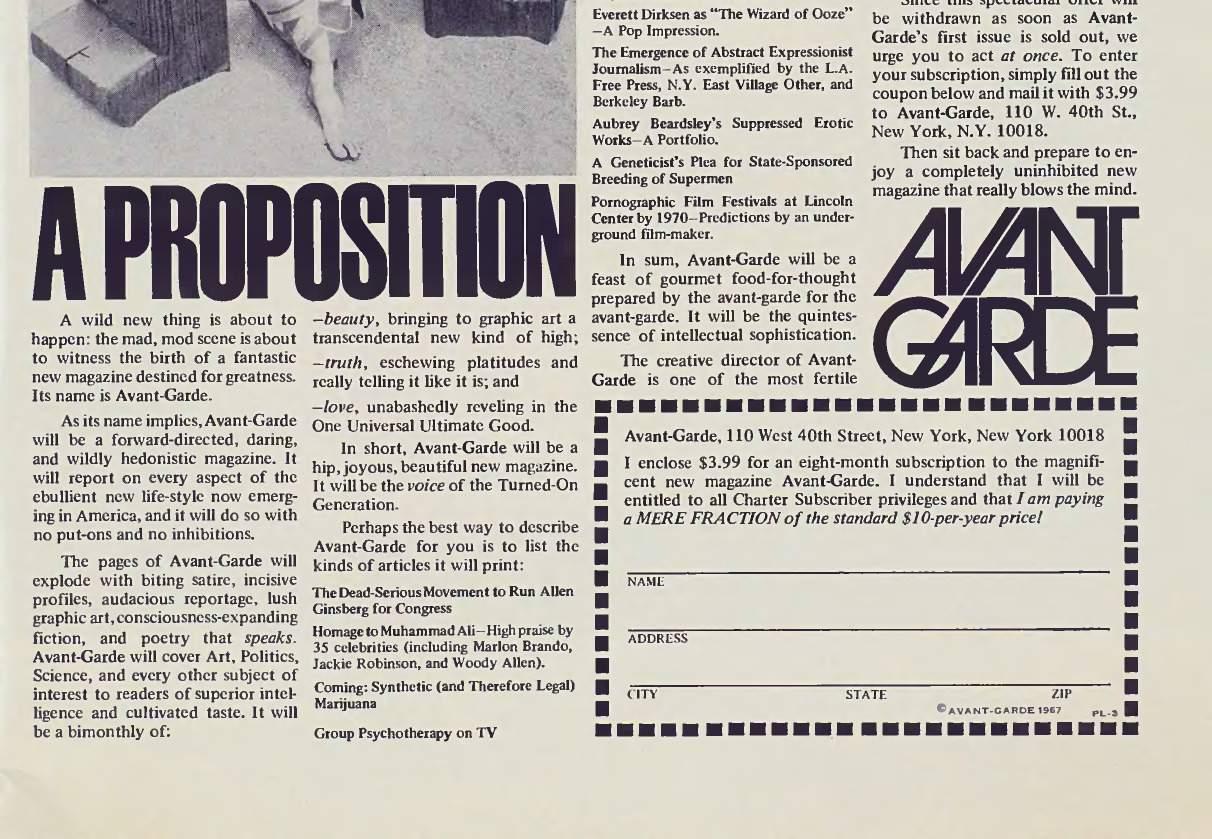 A PROPOSITION
A wild new thing is about to
happen: the mad, mod scene is about
to witness the birth of a fantastic
new magazine destined for greatness.
Its name is Avant-Garde.
As its name implies, Avant-Garde
will be a forward-directed, daring,
and wildly hedonistic magazine. It
will report on every aspect of the
ebullient new life-style now emerg-
ing in America, and it will do so with
no put-ons and no inhibitions.
The pages of Avant-Garde will
explode with biting satire, incisive
profiles, audacious reportage, lush
graphic art, consciousness-expanding
fiction, and poetry that speaks.
Avant-Garde will cover Art, Politics,
Science, and every other subject of
interest to readers of superior intel-
ligence and cultivated taste. It will
be a bimonthly of:
—beauty, bringing to graphic art a
transcendental new kind of high;
—truth, eschewing platitudes and
really telling it like it is; and
—love, unabashedly reveling in the
One Universal Ultimate Good.
In short, Avant-Garde will be a
hip, joyous, beautiful new magazine.
It will be the voice of the Turned-On
Generation.
Perhaps the best way to describe
Avant-Garde for you is to list the
kinds of articles it will print:
The Dead-Serious Movement to Run Allen
Ginsberg for Congress
Homage to Muhammad Ali—High praise by
35 celebrities (including Marlon Brando,
Jackie Robinson, and Woody Allen).
Coming: Synthetic (and Therefore Legal)
Marijuana
Group Psychotherapy on TV
Everett Dirksen as "The Wizard of Ooze"
—A Pop Impression.
The Emergence of Abstract Expressionist
Journalism—As exemplified by the L.A.
Free Press, N.Y. East Village Other, and
Berkeley Barb.
Aubrey Beardsley's Suppressed Erotic
Works—A Portfolio.
A Geneticist's Plea for State-Sponsored
Breeding of Supermen
Pornographic Film Festivals at Lincoln
Center by 1970—Predictions by an under-
ground film-maker.
In sum, Avant-Garde will be a
feast of gourmet food-for-thought
prepared by the avant-garde for the
avant-garde. It will be the quintes-
sence of intellectual sophistication.
The creative director of Avant-
Garde is one of the most fertile
Since this spectacular offer will
be withdrawn as soon as Avant-
Garde's first issue is sold out, we
urge you to act at once. To enter
your subscription, simply fill out the
coupon below and mail it with $3.99
to Avant-Garde, 110 W. 40th St.,
New York, N.Y. 10018.
Then sit back and prepare to en-
joy a completely uninhibited new
magazine that really blows the mind.
AVANT
GARDE
Avant-Garde, 110 West 40th Street, New York, New York 10018
I enclose $3.99 for an eight-month subscription to the magnifi-
cent new magazine Avant-Garde. I understand that I will be
entitled to all Charter Subscriber privileges and that I am paying
a MERE FRACTION of the standard $10-per-year price!
NAME
ADDRESS
CITY STATE ZIP
© AVANT-GARDE 1967 PL-3